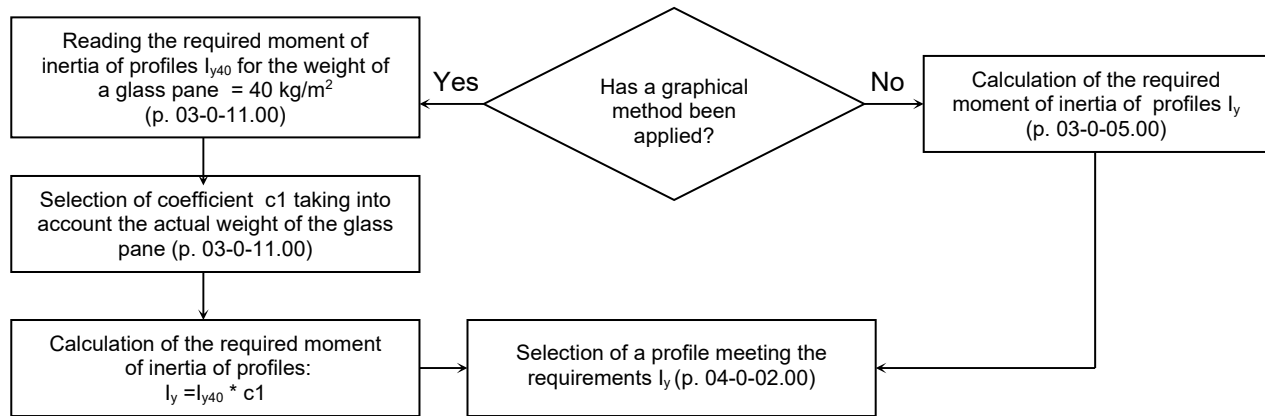 Reading the required moment of
inertia of profiles Iy40 for the weight of
a glass pane = 40 kg/m²
(p. 03-0-11.00)
Yes
Has a graphical
method been
applied?
No
Calculation of the required
moment of inertia of profiles Iy
(p. 03-0-05.00)
Selection of coefficient c1 taking into
account the actual weight of the glass
pane (p. 03-0-11.00)
Calculation of the required moment
of inertia of profiles:
Iy =Iy40 * c1
Selection of a profile meeting the
requirements Iy (p. 04-0-02.00)